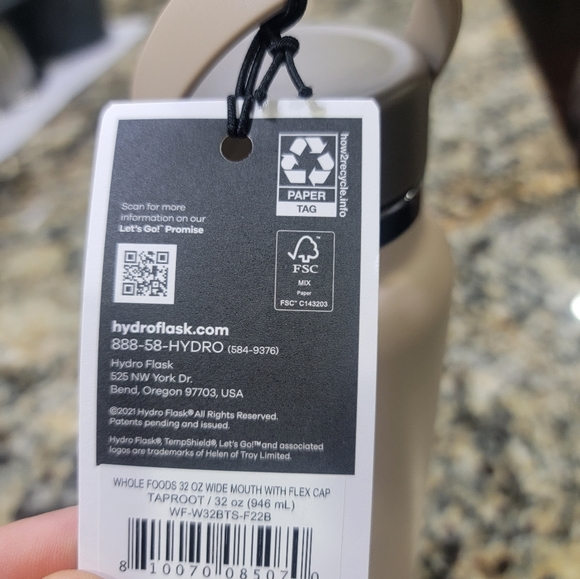 how2recycle.info
PAPER
TAG
Scan for more
information on our
Let's Go!™ Promise
FSC
MIX
Paper
FSC™ C143203
hydroflask.com
888-58-HYDRO (584-9376)
Hydro Flask
525 NW York Dr.
Bend, Oregon 97703, USA
©2021 Hydro Flask® All Rights Reserved.
Patents pending and issued.
Hydro Flask®, TempShield®, Let's Go!™ and associated
logos are trademarks of Helen of Troy Limited.
WHOLE FOODS 32 OZ WIDE MOUTH WITH FLEX CAP
TAPROOT / 32 oz (946 mL)
WF-W32BTS-F22B
8 10070 08507 0